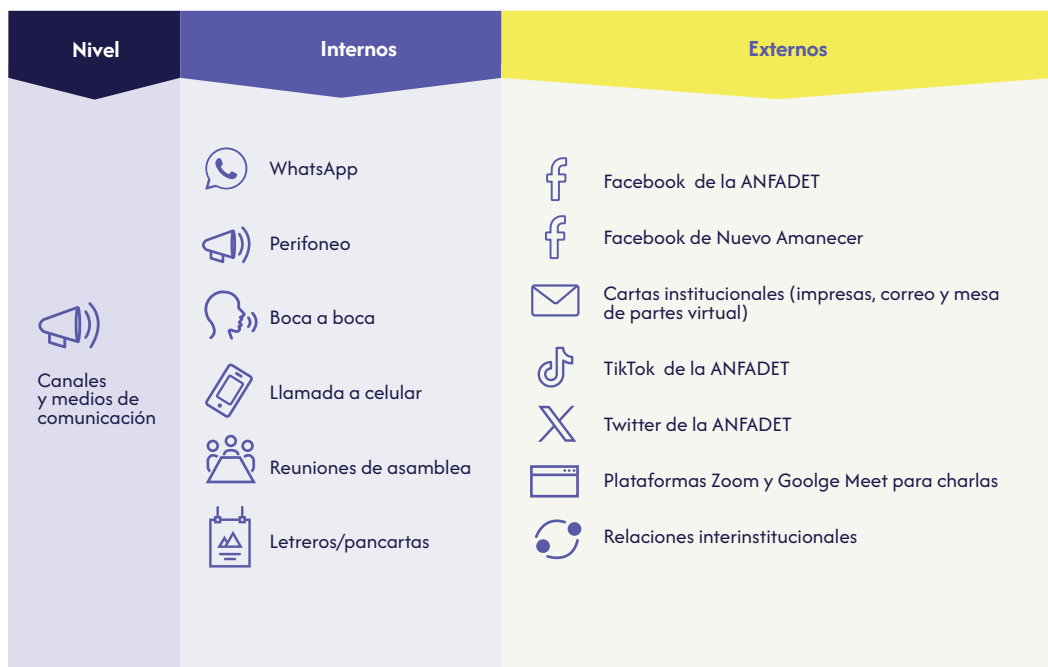 Nivel
Internos
Externos
Canales
y medios de
comunicación
WhatsApp
Perifoneo
Boca a boca
Llamada a celular
Reuniones de asamblea
Letreros/pancartas
Facebook de la ANFADET
Facebook de Nuevo Amanecer
Cartas institucionales (impresas, correo y mesa
de partes virtual)
TikTok de la ANFADET
Twitter de la ANFADET
Plataformas Zoom y Goolge Meet para charlas
Relaciones interinstitucionales